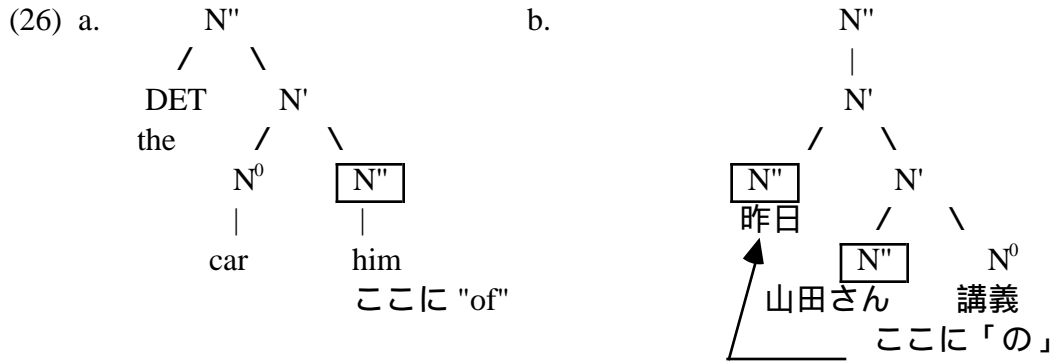 (26) a. N" b. N"
DET N' N'
the
N⁰ N" N" N'
昨日
car him N" N⁰
ここに "of" 山田さん 講義
ここに「の」